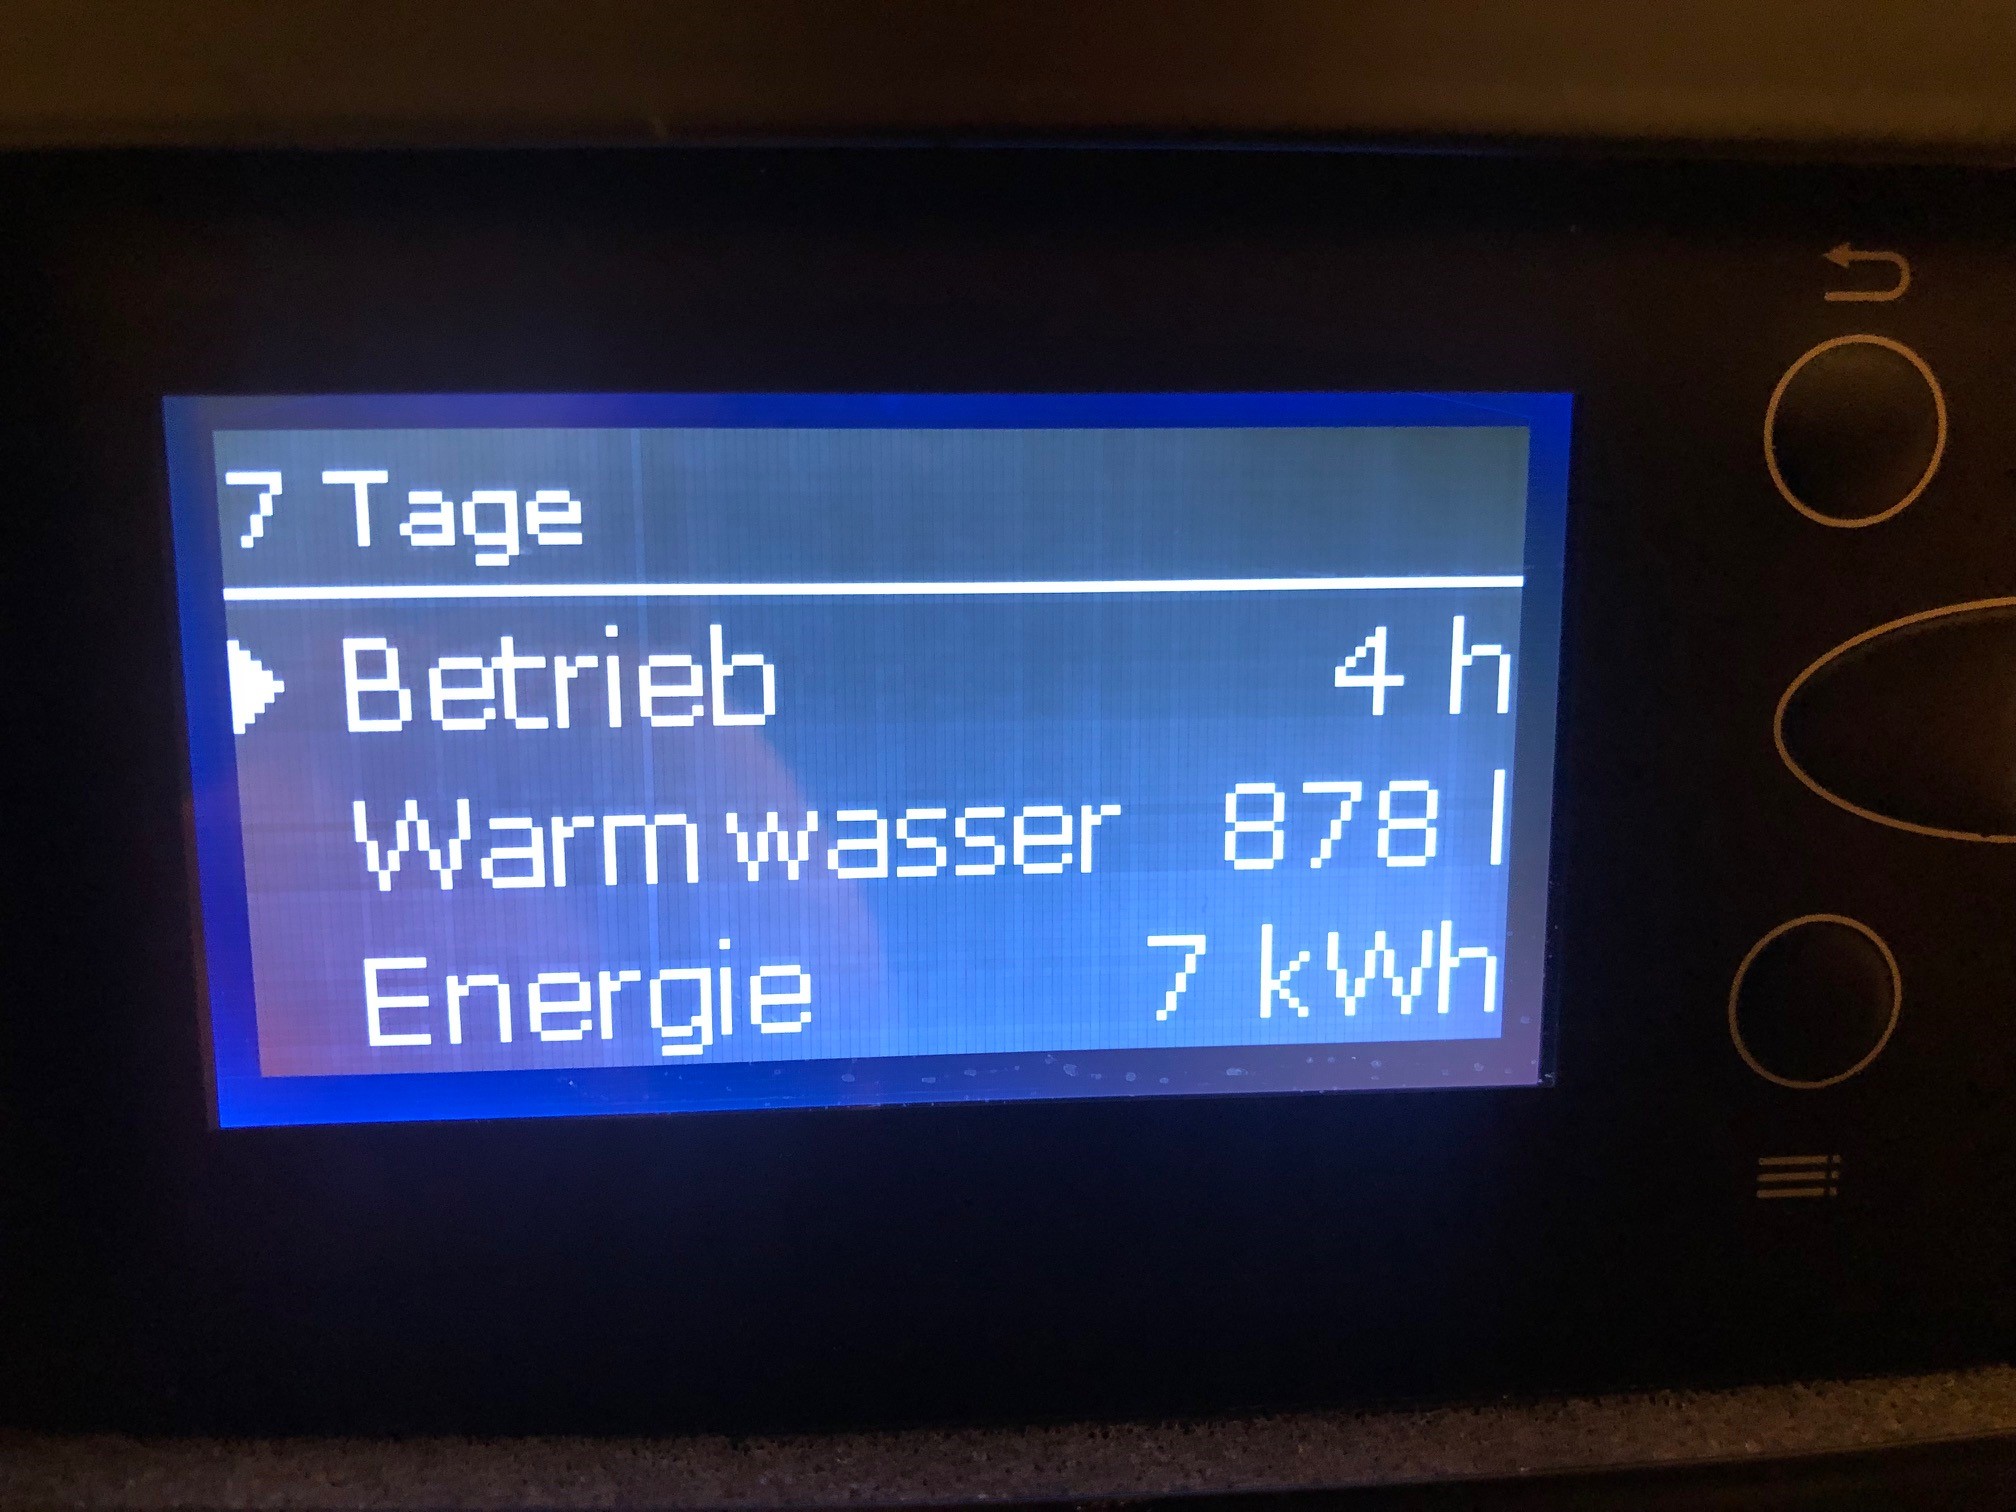 7 Tage
Betrieb 4 h
Warmwasser 878 l
Energie 7 kWh